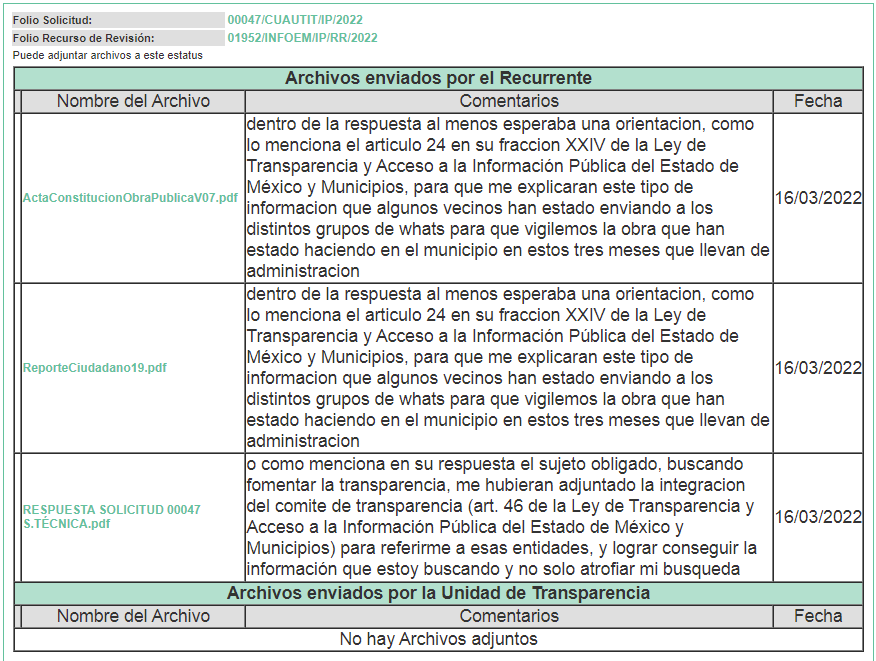 Folio Solicitud: 00047/CUAUTIT/IP/2022
Folio Recurso de Revisión: 01952/INFOEM/IP/RR/2022
Puede adjuntar archivos a este estatus
Archivos enviados por el Recurrente
Nombre del Archivo Comentarios Fecha
ActaConstitucionObraPublicaV07.pdf
dentro de la respuesta al menos esperaba una orientacion, como
lo menciona el articulo 24 en su fraccion XXIV de la Ley de
Transparencia y Acceso a la Información Pública del Estado de
México y Municipios, para que me explicaran este tipo de
informacion que algunos vecinos han estado enviando a los
distintos grupos de whats para que vigilemos la obra que han
estado haciendo en el municipio en estos tres meses que llevan de
administracion
16/03/2022
ReporteCiudadano19.pdf
dentro de la respuesta al menos esperaba una orientacion, como
lo menciona el articulo 24 en su fraccion XXIV de la Ley de
Transparencia y Acceso a la Información Pública del Estado de
México y Municipios, para que me explicaran este tipo de
informacion que algunos vecinos han estado enviando a los
distintos grupos de whats para que vigilemos la obra que han
estado haciendo en el municipio en estos tres meses que llevan de
administracion
16/03/2022
RESPUESTA SOLICITUD 00047
S.TÉCNICA.pdf
o como menciona en su respuesta el sujeto obligado, buscando
fomentar la transparencia, me hubieran adjuntado la integracion
del comite de transparencia (art. 46 de la Ley de Transparencia y
Acceso a la Información Pública del Estado de México y
Municipios) para referirme a esas entidades, y lograr conseguir la
información que estoy buscando y no solo atrofiar mi busqueda
16/03/2022
Archivos enviados por la Unidad de Transparencia
Nombre del Archivo Comentarios Fecha
No hay Archivos adjuntos